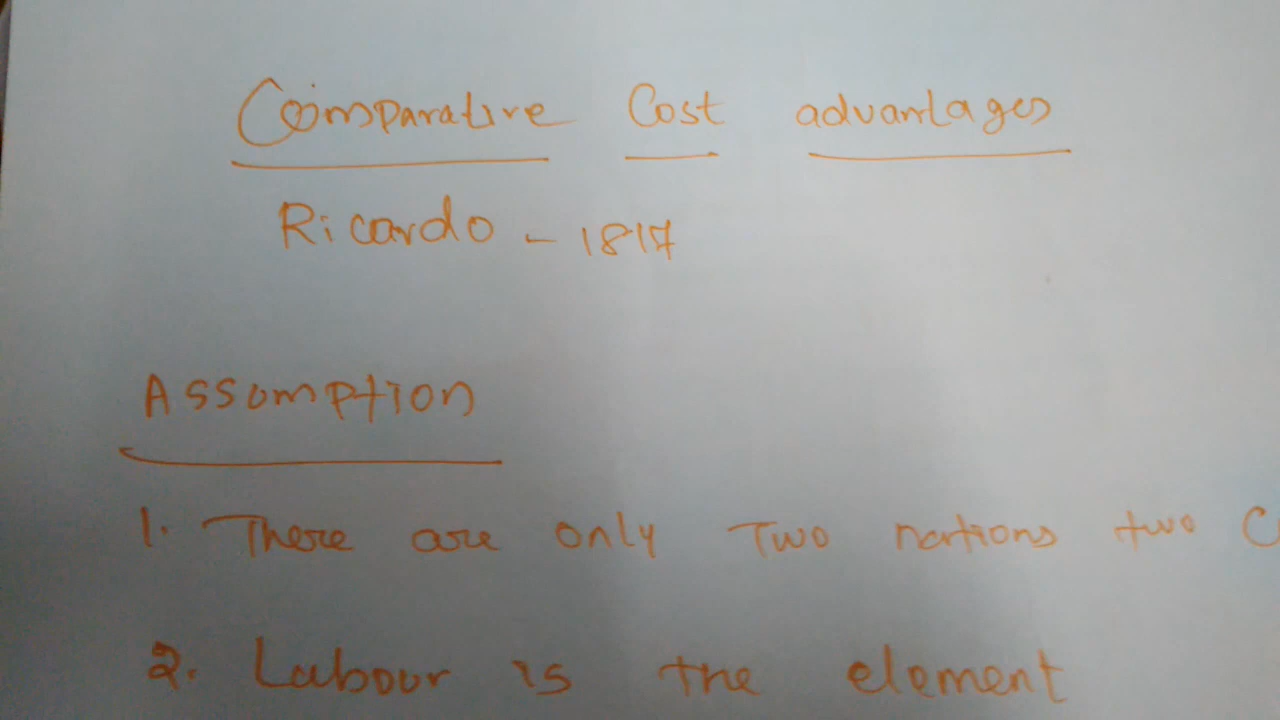 Comparative Cost advantages
Ricardo - 1817
Assumption
1. There are only Two nations two
2. Labour is the element